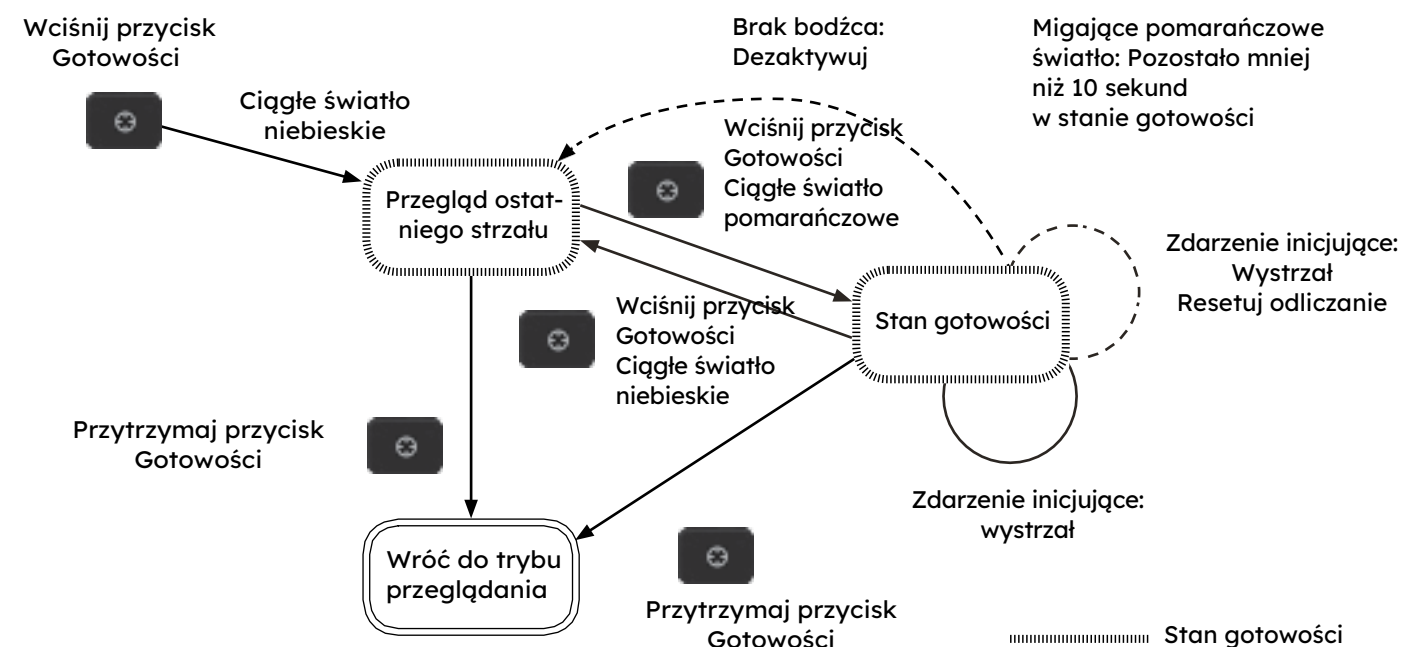 Wciśnij przycisk
Gotowości
Ciągłe światło
niebieskie
Brak bodźca:
Dezaktywuj
Migające pomarańczowe
światło: Pozostało mniej
niż 10 sekund
w stanie gotowości
Wciśnij przycisk
Gotowości
Ciągłe światło
pomarańczowe
Przegląd ostat-
niego strzału
Zdarzenie inicjujące:
Wystrzał
Resetuj odliczanie
Stan gotowości
Wciśnij przycisk
Gotowości
Ciągłe światło
niebieskie
Przytrzymaj przycisk
Gotowości
Zdarzenie inicjujące:
wystrzał
Wróć do trybu
przeglądania
Przytrzymaj przycisk
Gotowości
Stan gotowości